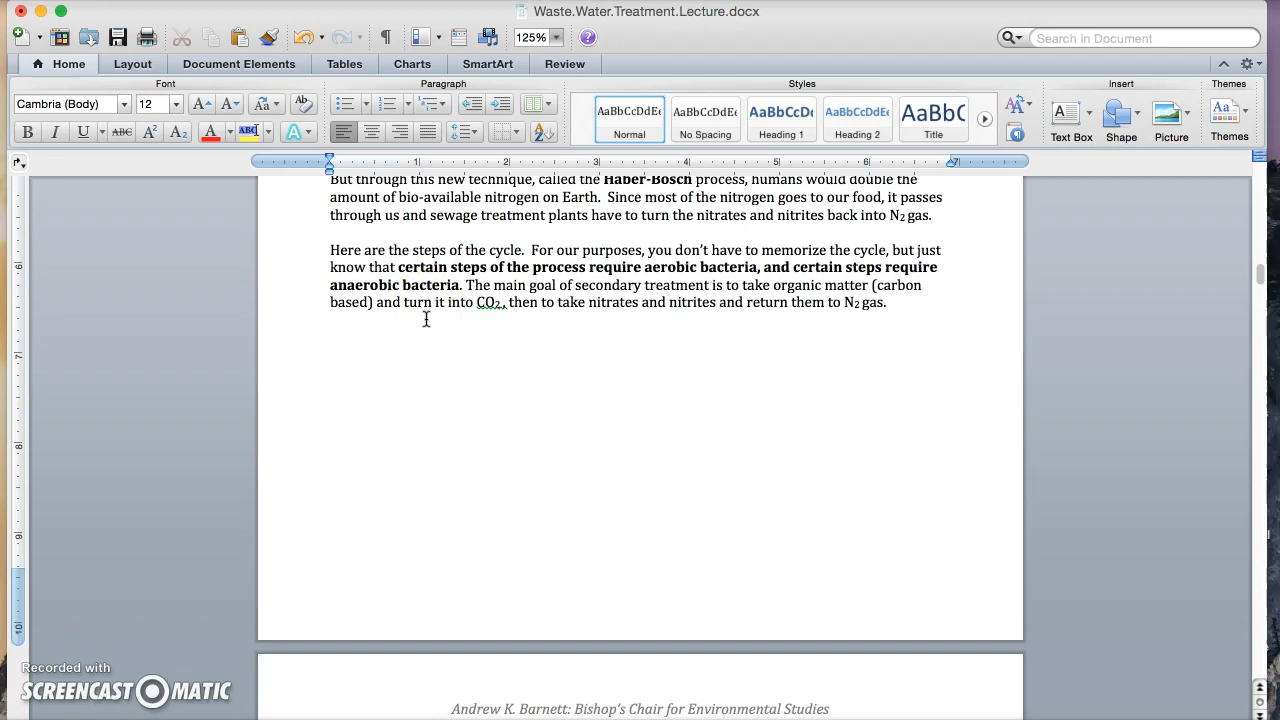 Waste.Water.Treatment.Lecture.docx
125%
Search in Document
Home Layout Document Elements Tables Charts SmartArt Review
Font Paragraph Styles Insert Themes
Cambria (Body) 12
AaBbCcDdEe AaBbCcDdEe AaBbCcDc AaBbCcDdEe AaBbC
Normal No Spacing Heading 1 Heading 2 Title
Text Box Shape Picture Themes
But through this new technique, called the Haber-Bosch process, humans would double the
amount of bio-available nitrogen on Earth. Since most of the nitrogen goes to our food, it passes
through us and sewage treatment plants have to turn the nitrates and nitrites back into N₂ gas.
Here are the steps of the cycle. For our purposes, you don’t have to memorize the cycle, but just
know that certain steps of the process require aerobic bacteria, and certain steps require
anaerobic bacteria. The main goal of secondary treatment is to take organic matter (carbon
based) and turn it into CO₂, then to take nitrates and nitrites and return them to N₂ gas.
Andrew K. Barnett: Bishop’s Chair for Environmental Studies
Recorded with
SCREENCAST MATIC